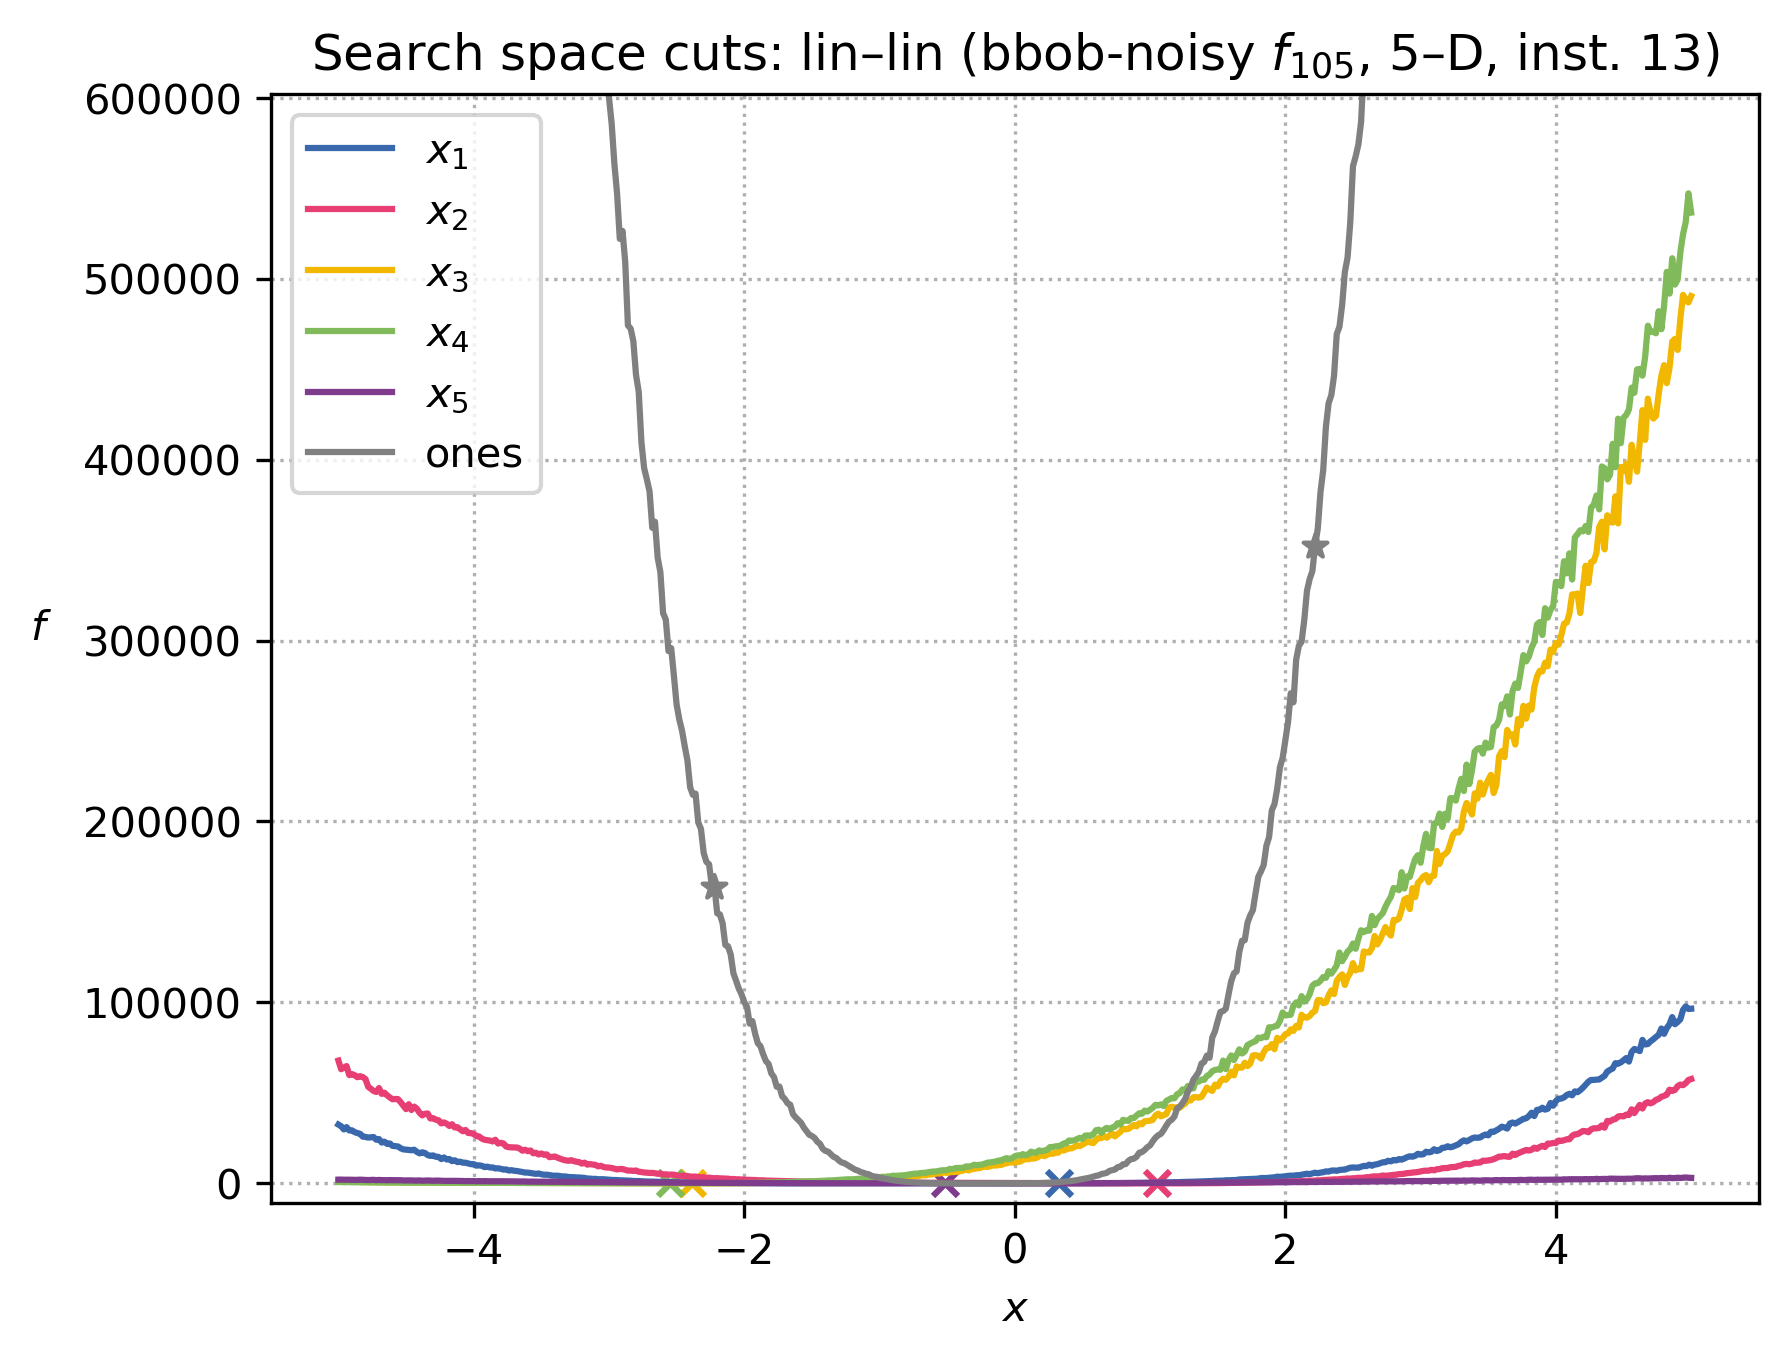 Search space cuts: lin–lin (bbob-noisy f₁₀₅, 5–D, inst. 13)
600000
500000
400000
300000
200000
100000
0
f
x₁
x₂
x₃
x₄
x₅
ones
−4 −2 0 2 4
x